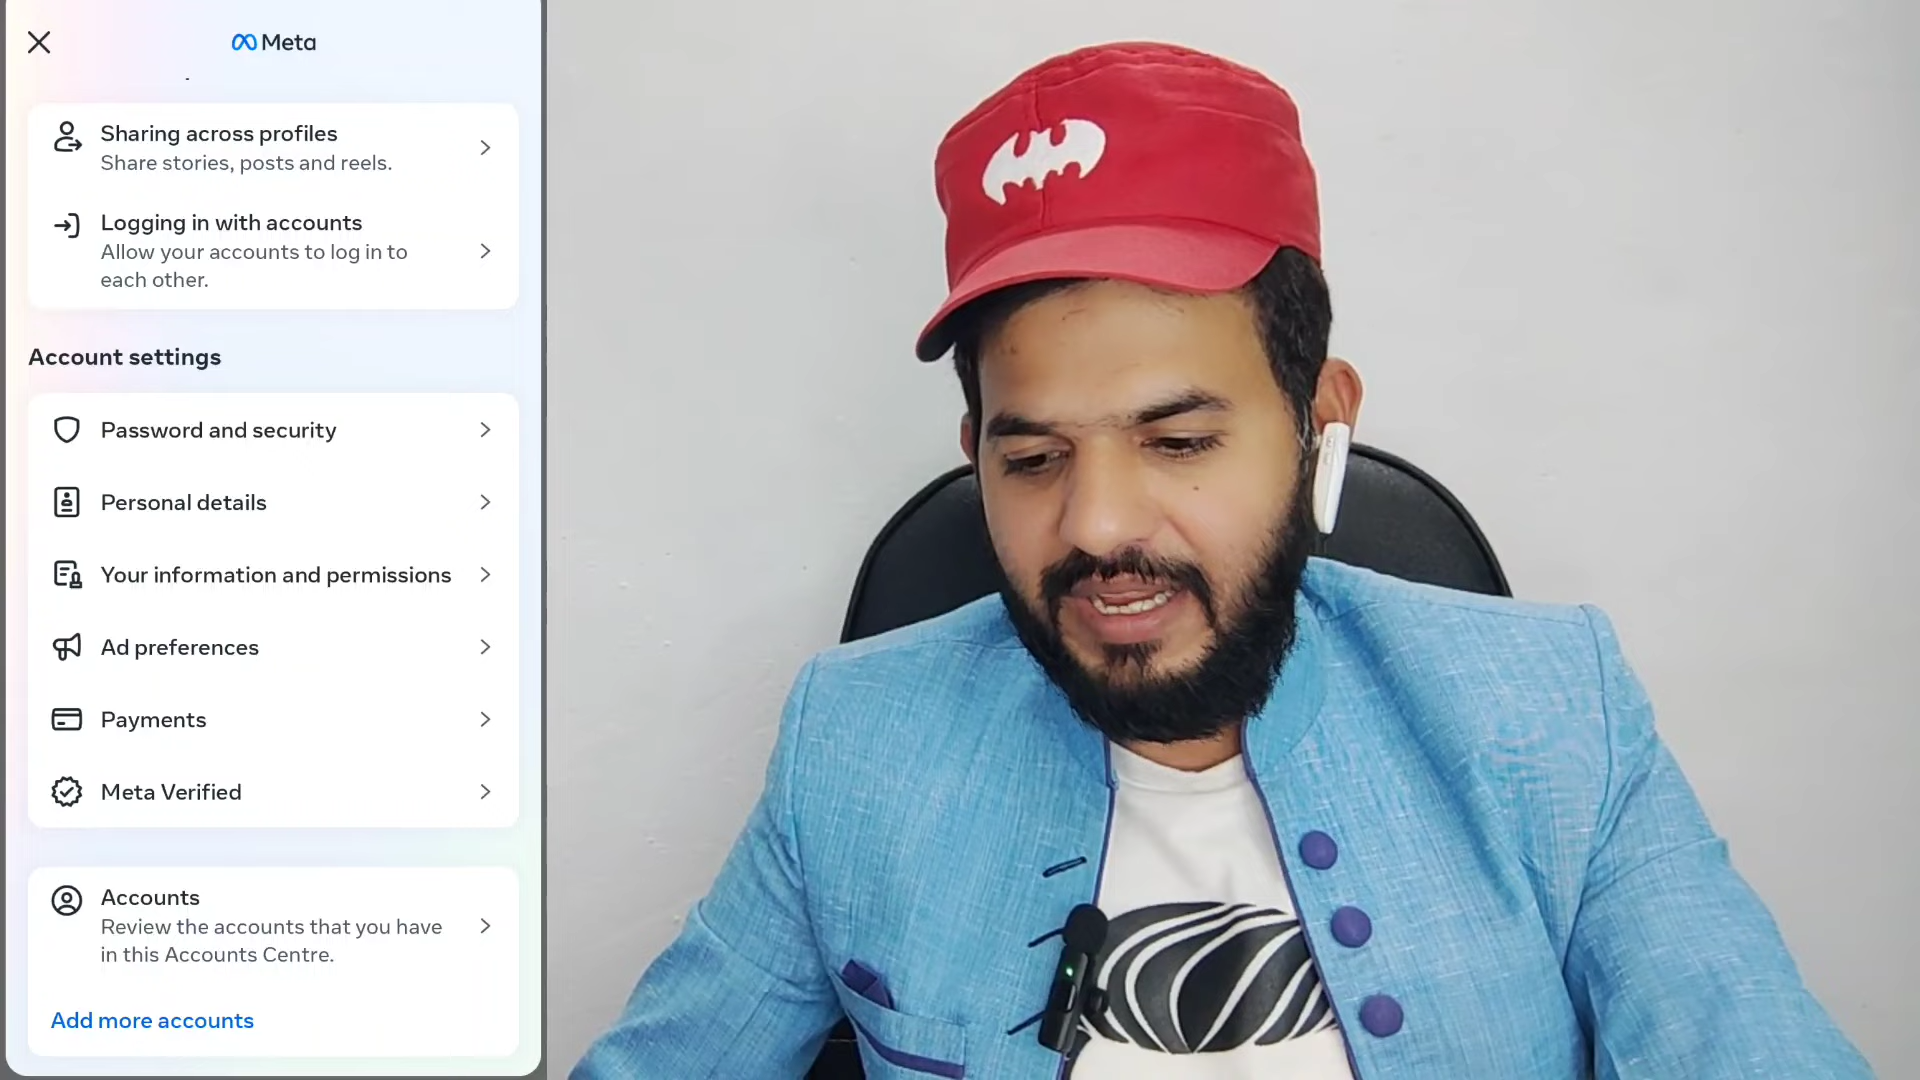 Meta
Sharing across profiles
Share stories, posts and reels.
Logging in with accounts
Allow your accounts to log in to
each other.
Account settings
Password and security
Personal details
Your information and permissions
Ad preferences
Payments
Meta Verified
Accounts
Review the accounts that you have
in this Accounts Centre.
Add more accounts